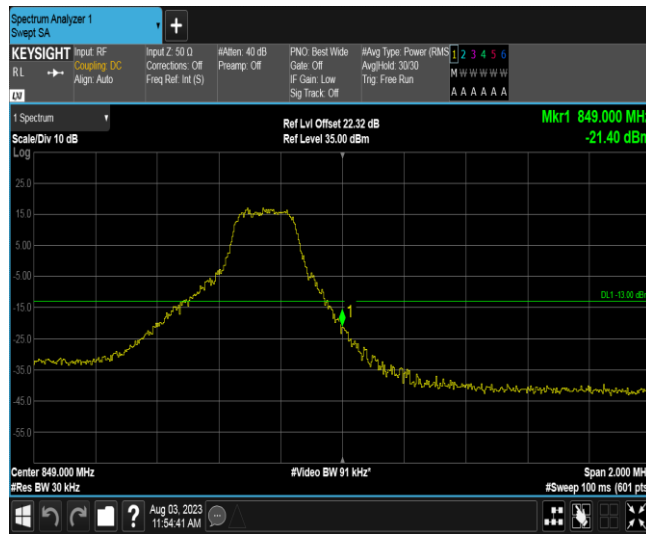 Spectrum Analyzer 1
Swept SA
+
KEYSIGHT
RL
LXI
Input: RF
Coupling: DC
Align: Auto
Input Z: 50 Ω
Corrections: Off
Freq Ref: Int (S)
#Atten: 40 dB
Preamp: Off
PNO: Best Wide
Gate: Off
IF Gain: Low
Sig Track: Off
#Avg Type: Power (RMS
Avg|Hold: 30/30
Trig: Free Run
1 2 3 4 5 6
M W W W W W
A A A A A A
1 Spectrum
Scale/Div 10 dB
Log
Ref Lvl Offset 22.32 dB
Ref Level 35.00 dBm
Mkr1 849.000 MHz
-21.40 dBm
25.0
15.0
5.00
-5.00
-15.0
-25.0
-35.0
-45.0
-55.0
DL1 -13.00 dBm
1
Center 849.000 MHz
#Res BW 30 kHz
#Video BW 91 kHz*
Span 2.000 MHz
#Sweep 100 ms (601 pts)
?
Aug 03, 2023
11:54:41 AM